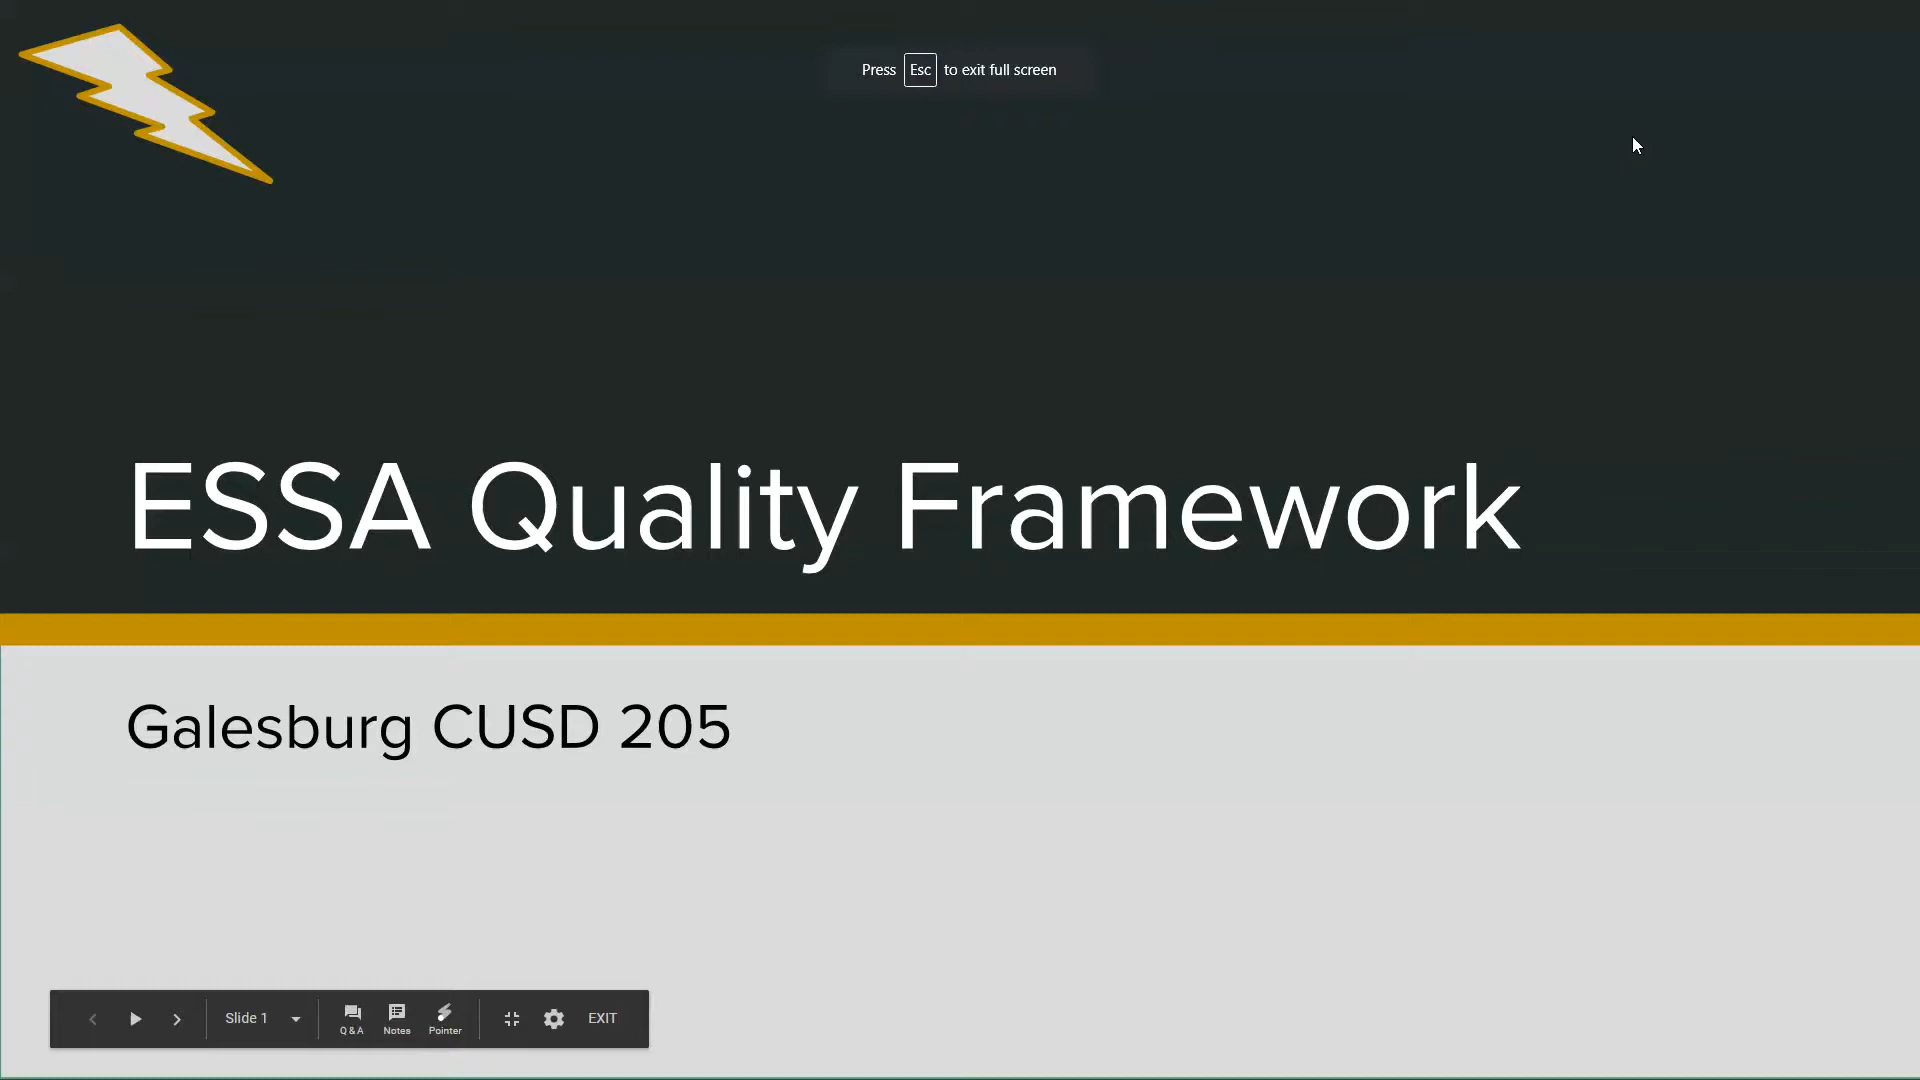 Press Esc to exit full screen
ESSA Quality Framework
Galesburg CUSD 205
Slide 1
Q & A
Notes
Pointer
EXIT